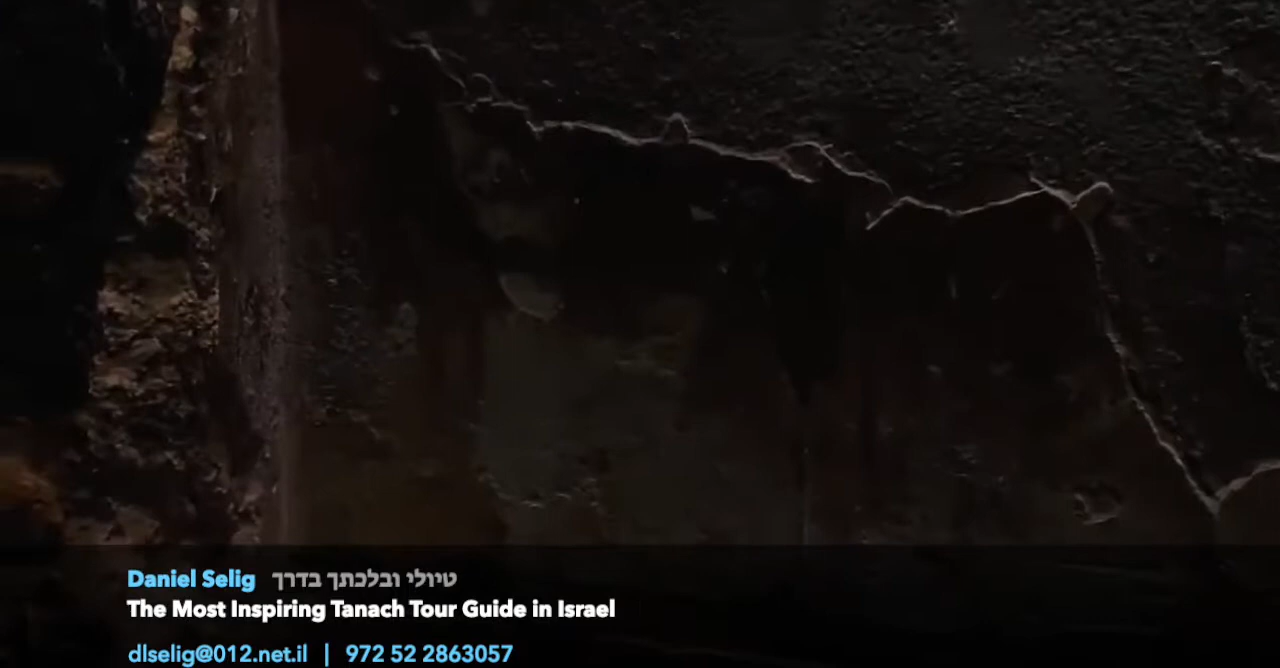 Daniel Selig טיולי ובלכתך בדרך
The Most Inspiring Tanach Tour Guide in Israel
dlselig@012.net.il | 972 52 2863057